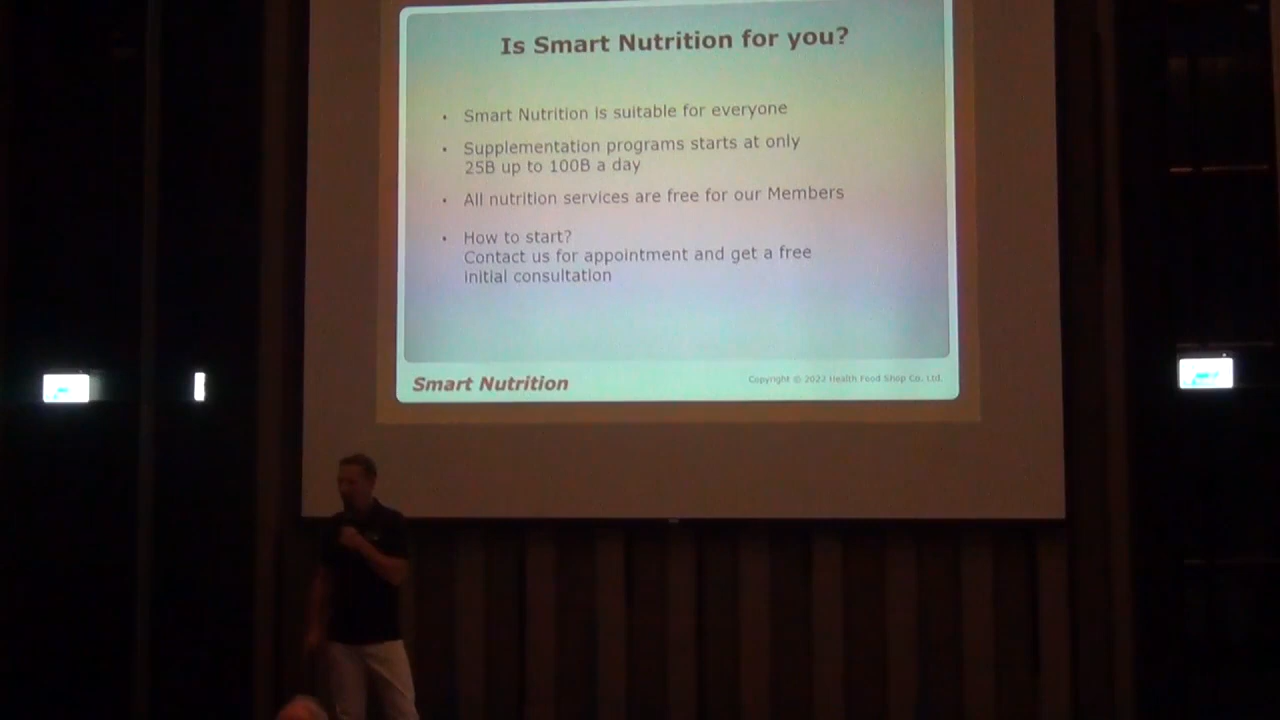 Is Smart Nutrition for you?
• Smart Nutrition is suitable for everyone
• Supplementation programs starts at only
25B up to 100B a day
• All nutrition services are free for our Members
• How to start?
Contact us for appointment and get a free
initial consultation
Smart Nutrition
Copyright © 2022 Health Food Shop Co. Ltd.